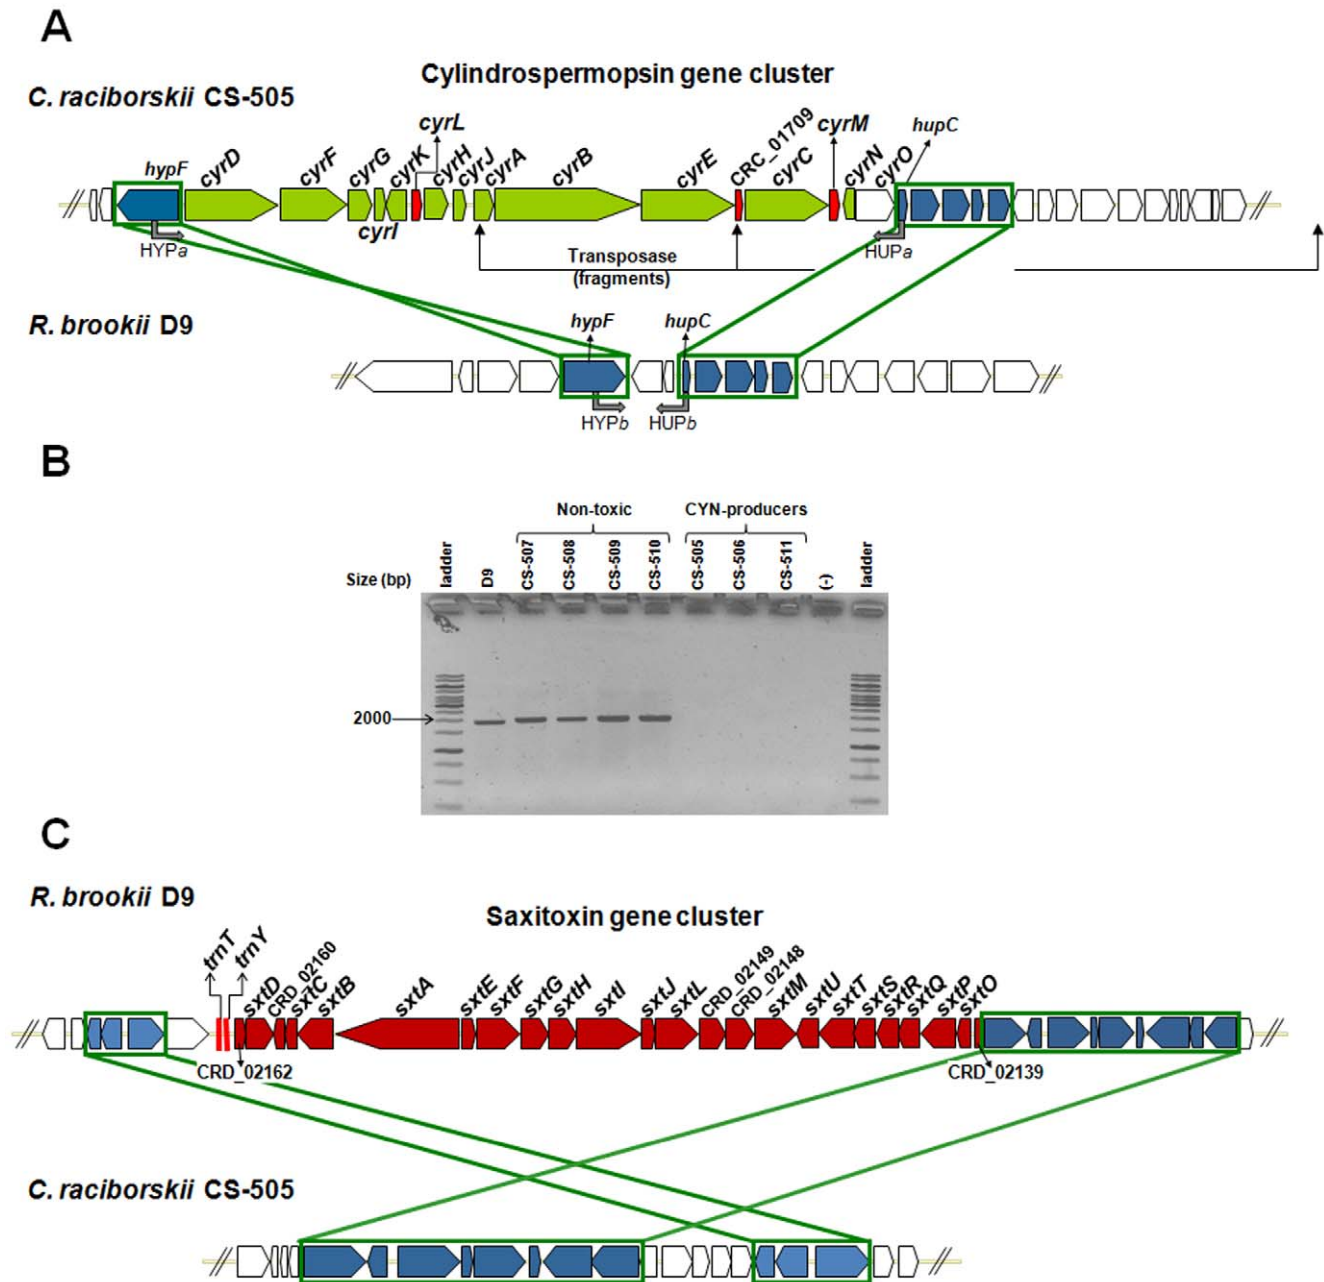 A
Cylindrospermopsin gene cluster
C. raciborskii CS-505
hypF
cyrD
cyrF
cyrG
cyrI
cyrK
cyrL
cyrH
cyrJ
cyrA
cyrB
cyrE
CRC_01709
cyrC
cyrM
cyrN
cyrO
hupC
HYPa
HUPa
Transposase
(fragments)
R. brookii D9
hypF
hupC
HYPb
HUPb
B
Non-toxic
CYN-producers
Size (bp)
ladder
D9
CS-507
CS-508
CS-509
CS-510
CS-505
CS-506
CS-511
(-)
ladder
2000
C
R. brookii D9
Saxitoxin gene cluster
trnT
trnY
sxtD
CRD_02160
sxtC
sxtB
sxtA
sxtE
sxtF
sxtG
sxtH
sxtI
sxtJ
sxtL
CRD_02149
CRD_02148
sxtM
sxtU
sxtT
sxtS
sxtR
sxtQ
sxtP
sxtO
CRD_02162
CRD_02139
C. raciborskii CS-505